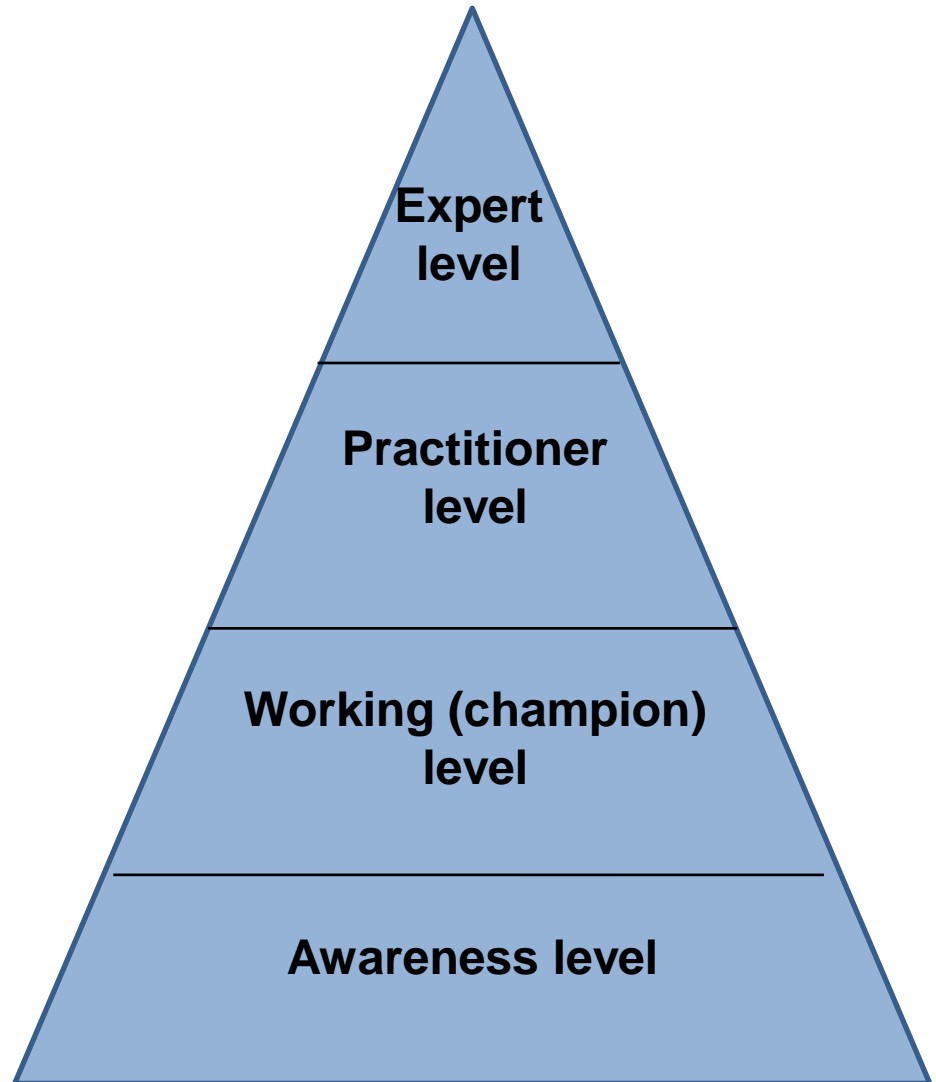 Expert
level
Practitioner
level
Working (champion)
level
Awareness level